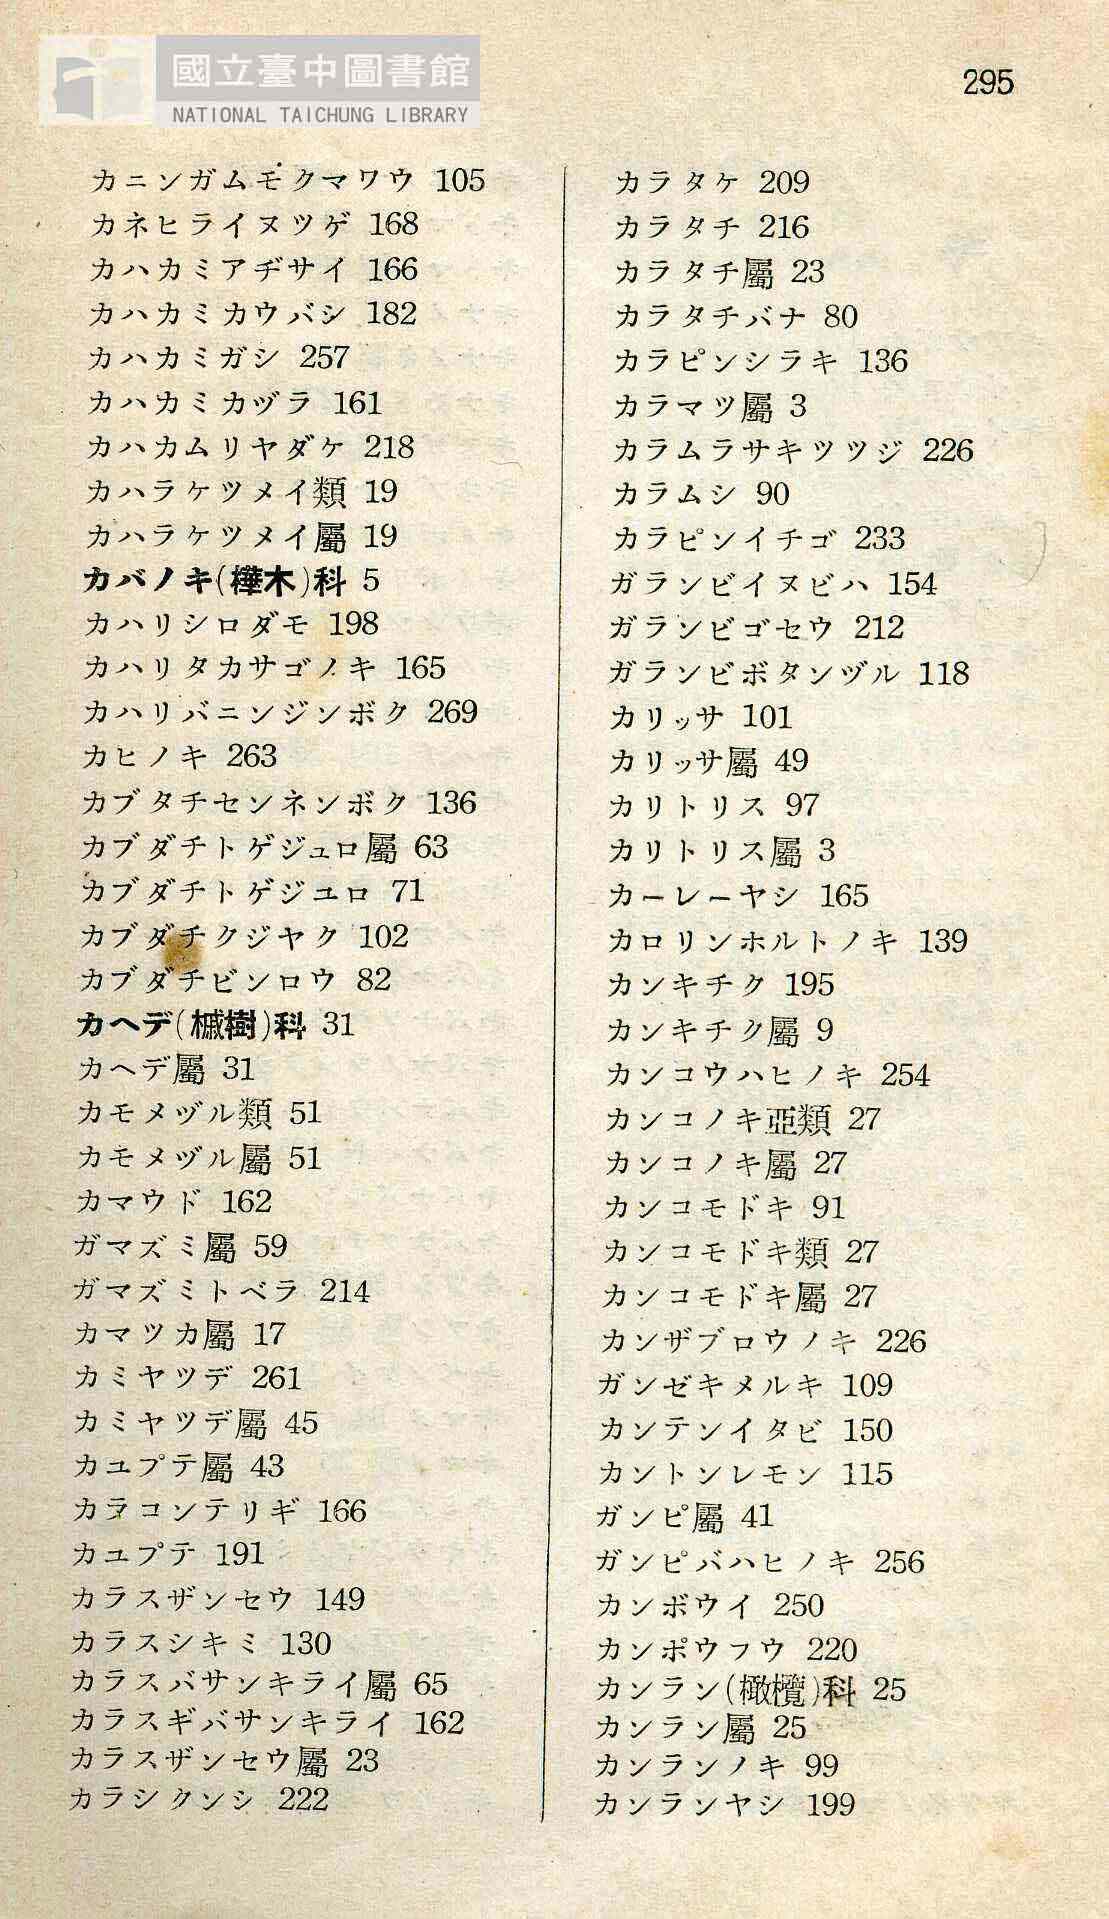 國立臺中圖書館
NATIONAL TAICHUNG LIBRARY
295
カニンガムモクマワウ 105
カネヒライヌツゲ 168
カハカミアヂサイ 166
カハカミカウバシ 182
カハカミガシ 257
カハカミカヅラ 161
カハカムリヤダケ 218
カハラケツメイ類 19
カハラケツメイ屬 19
カバノキ(樺木)科 5
カハリシロダモ 198
カハリタカサゴノキ 165
カハリバニンジンボク 269
カヒノキ 263
カブタチセンネンボク 136
カブダチトゲジュロ屬 63
カブダチトゲジユロ 71
カブダチクジヤク 102
カブダチビンロウ 82
カヘデ(槭樹)科 31
カヘデ屬 31
カモメヅル類 51
カモメヅル屬 51
カマウド 162
ガマズミ屬 59
ガマズミトベラ 214
カマツカ屬 17
カミヤツデ 261
カミヤツデ屬 45
カユプテ屬 43
カラコンテリギ 166
カユプテ 191
カラスザンセウ 149
カラスシキミ 130
カラスバサンキライ屬 65
カラスギバサンキライ 162
カラスザンセウ屬 23
カラシクンシ 222
カラタケ 209
カラタチ 216
カラタチ屬 23
カラタチバナ 80
カラピンシラキ 136
カラマツ屬 3
カラムラサキツツジ 226
カラムシ 90
カラピンイチゴ 233
ガランビイヌビハ 154
ガランビゴセウ 212
ガランビボタンヅル 118
カリッサ 101
カリッサ屬 49
カリトリス 97
カリトリス屬 3
カーレーヤシ 165
カロリンホルトノキ 139
カンキチク 195
カンキチク屬 9
カンコウハヒノキ 254
カンコノキ亞類 27
カンコノキ屬 27
カンコモドキ 91
カンコモドキ類 27
カンコモドキ屬 27
カンザブロウノキ 226
ガンゼキメルキ 109
カンテンイタビ 150
カントンレモン 115
ガンピ屬 41
ガンピバハヒノキ 256
カンボウイ 250
カンポウフウ 220
カンラン(橄欖)科 25
カンラン屬 25
カンランノキ 99
カンランヤシ 199